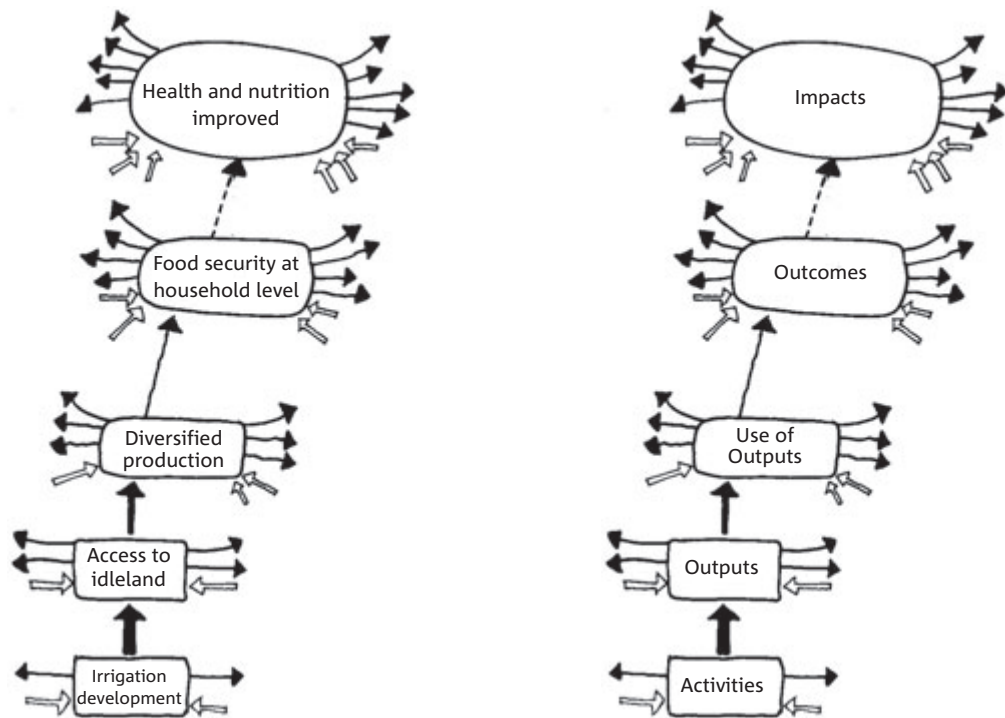 Health and nutrition
improved
Food security at
household level
Diversified
production
Access to
idleland
Irrigation
development
Impacts
Outcomes
Use of
Outputs
Outputs
Activities